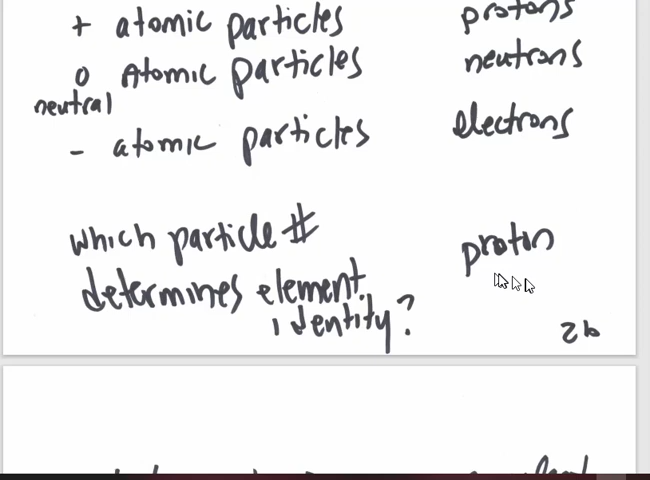 + atomic particles protons
0 Atomic particles neutrons
neutral
- atomic particles electrons
which particle # proton
determines element
identity?
26